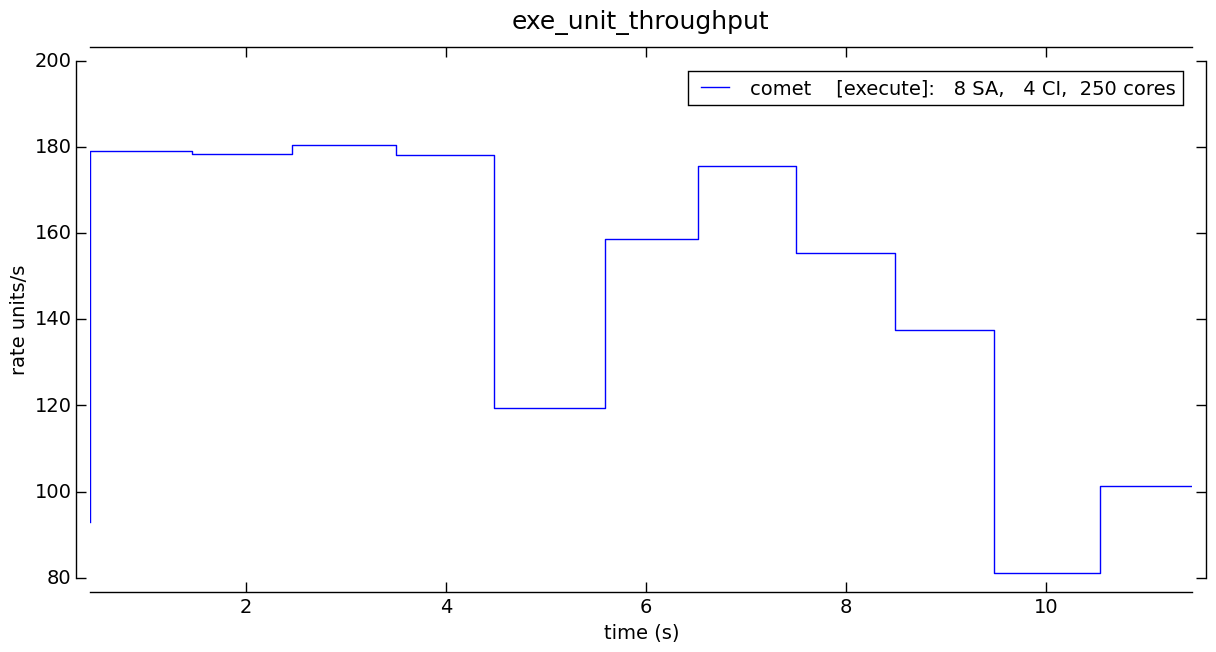 exe_unit_throughput
200
180
160
140
120
100
80
rate units/s
comet [execute]: 8 SA, 4 CI, 250 cores
2 4 6 8 10
time (s)